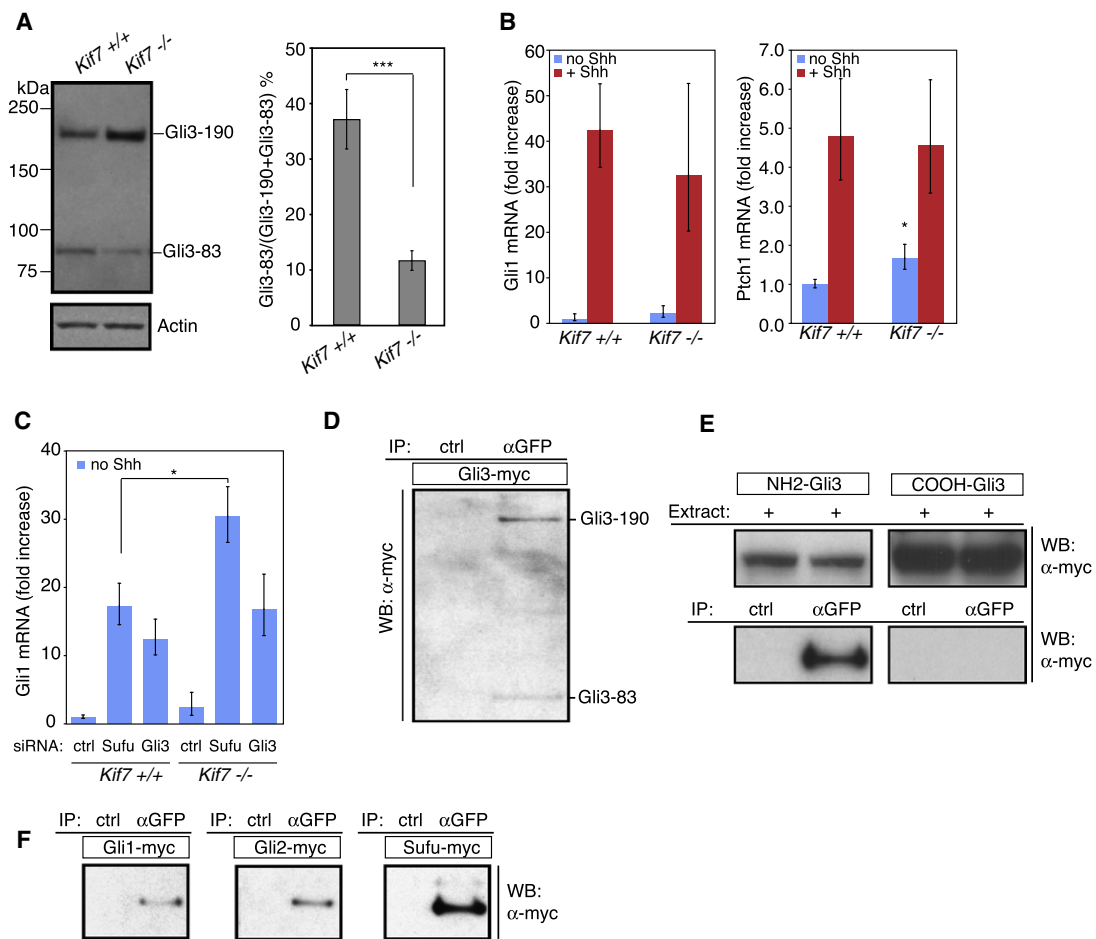 A
B
Kif7 +/+
Kif7 -/-
kDa
250
150
100
75
Gli3-190
Gli3-83
Actin
Gli3-83/(Gli3-190+Gli3-83) %
50
40
30
20
10
0
***
Kif7 +/+
Kif7 -/-
Gli1 mRNA (fold increase)
60
50
40
30
20
10
0
no Shh
+ Shh
Kif7 +/+
Kif7 -/-
Ptch1 mRNA (fold increase)
7.0
6.0
5.0
4.0
3.0
2.0
1.0
0.0
no Shh
+ Shh
*
Kif7 +/+
Kif7 -/-
C
Gli1 mRNA (fold increase)
40
30
20
10
0
no Shh
*
siRNA: ctrl Sufu Gli3 ctrl Sufu Gli3
Kif7 +/+
Kif7 -/-
D
IP: ctrl αGFP
Gli3-myc
WB: α-myc
Gli3-190
Gli3-83
E
NH2-Gli3
COOH-Gli3
Extract: + + + +
WB:
α-myc
IP: ctrl αGFP ctrl αGFP
WB:
α-myc
F
IP: ctrl αGFP
Gli1-myc
IP: ctrl αGFP
Gli2-myc
IP: ctrl αGFP
Sufu-myc
WB:
α-myc